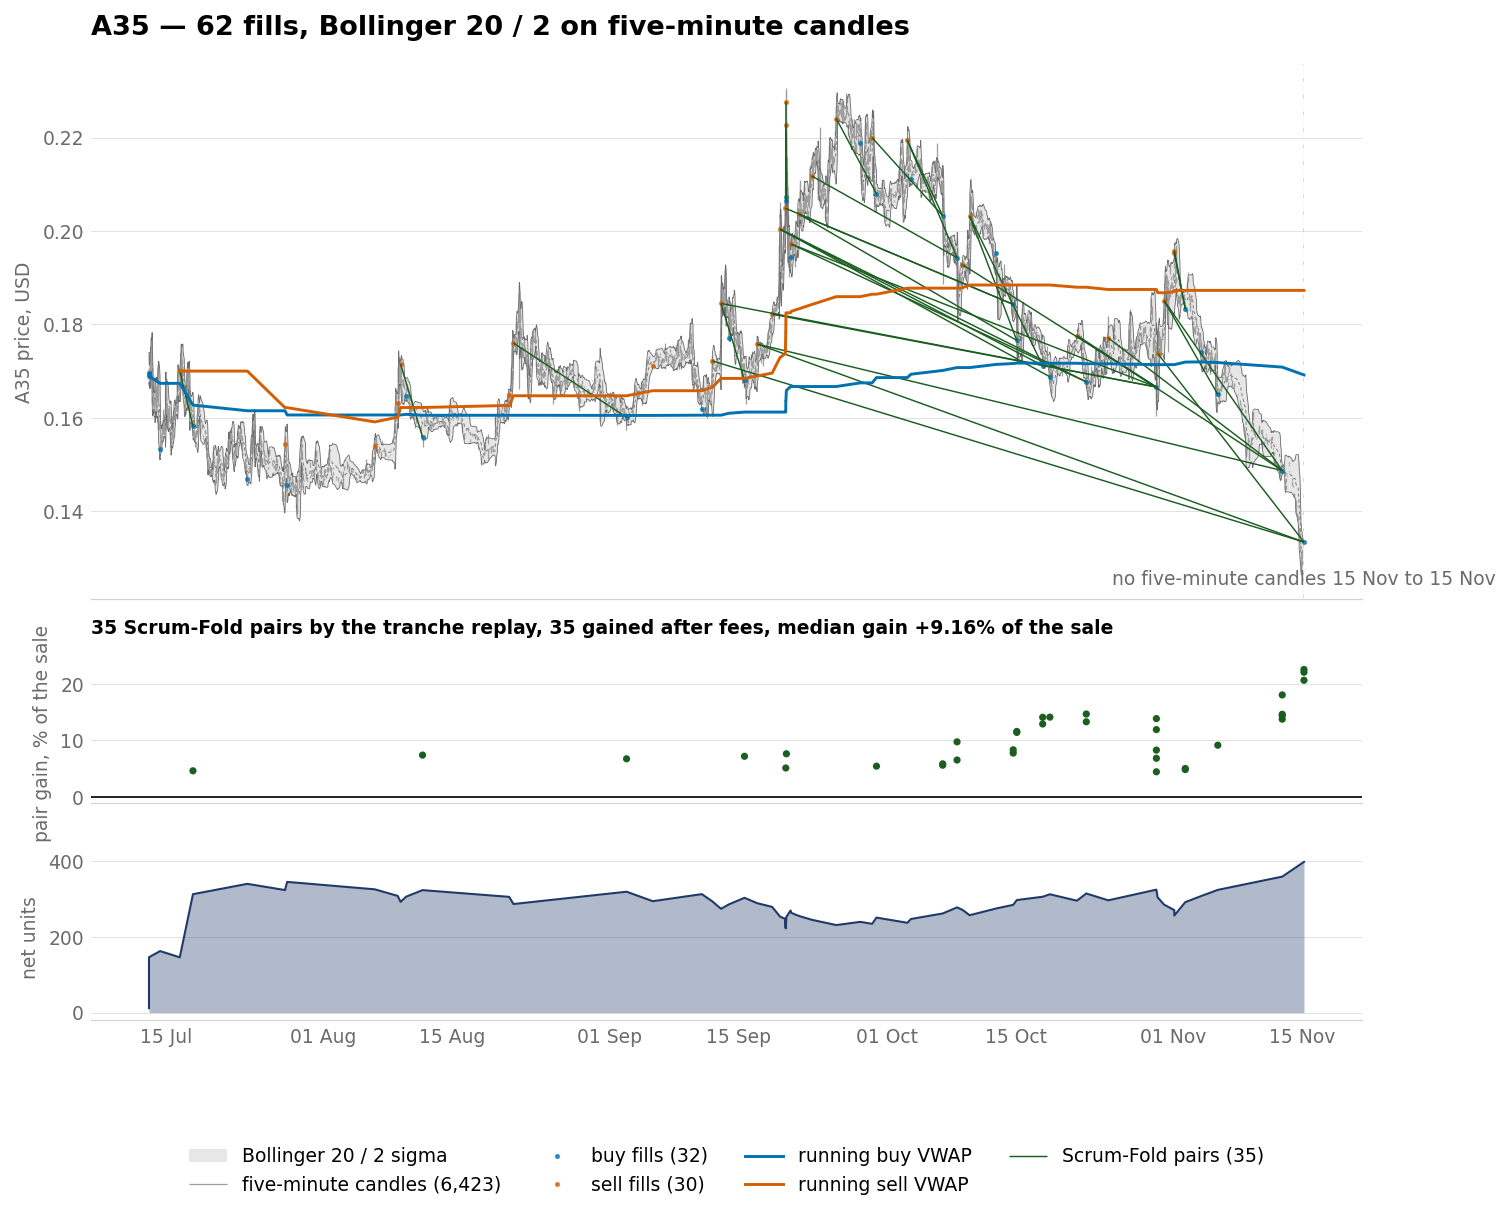 A35 — 62 fills, Bollinger 20 / 2 on five-minute candles
A35 price, USD
0.22
0.20
0.18
0.16
0.14
no five-minute candles 15 Nov to 15 Nov
35 Scrum-Fold pairs by the tranche replay, 35 gained after fees, median gain +9.16% of the sale
pair gain, % of the sale
20
10
0
net units
400
200
0
15 Jul 01 Aug 15 Aug 01 Sep 15 Sep 01 Oct 15 Oct 01 Nov 15 Nov
Bollinger 20 / 2 sigma
five-minute candles (6,423)
buy fills (32)
sell fills (30)
running buy VWAP
running sell VWAP
Scrum-Fold pairs (35)